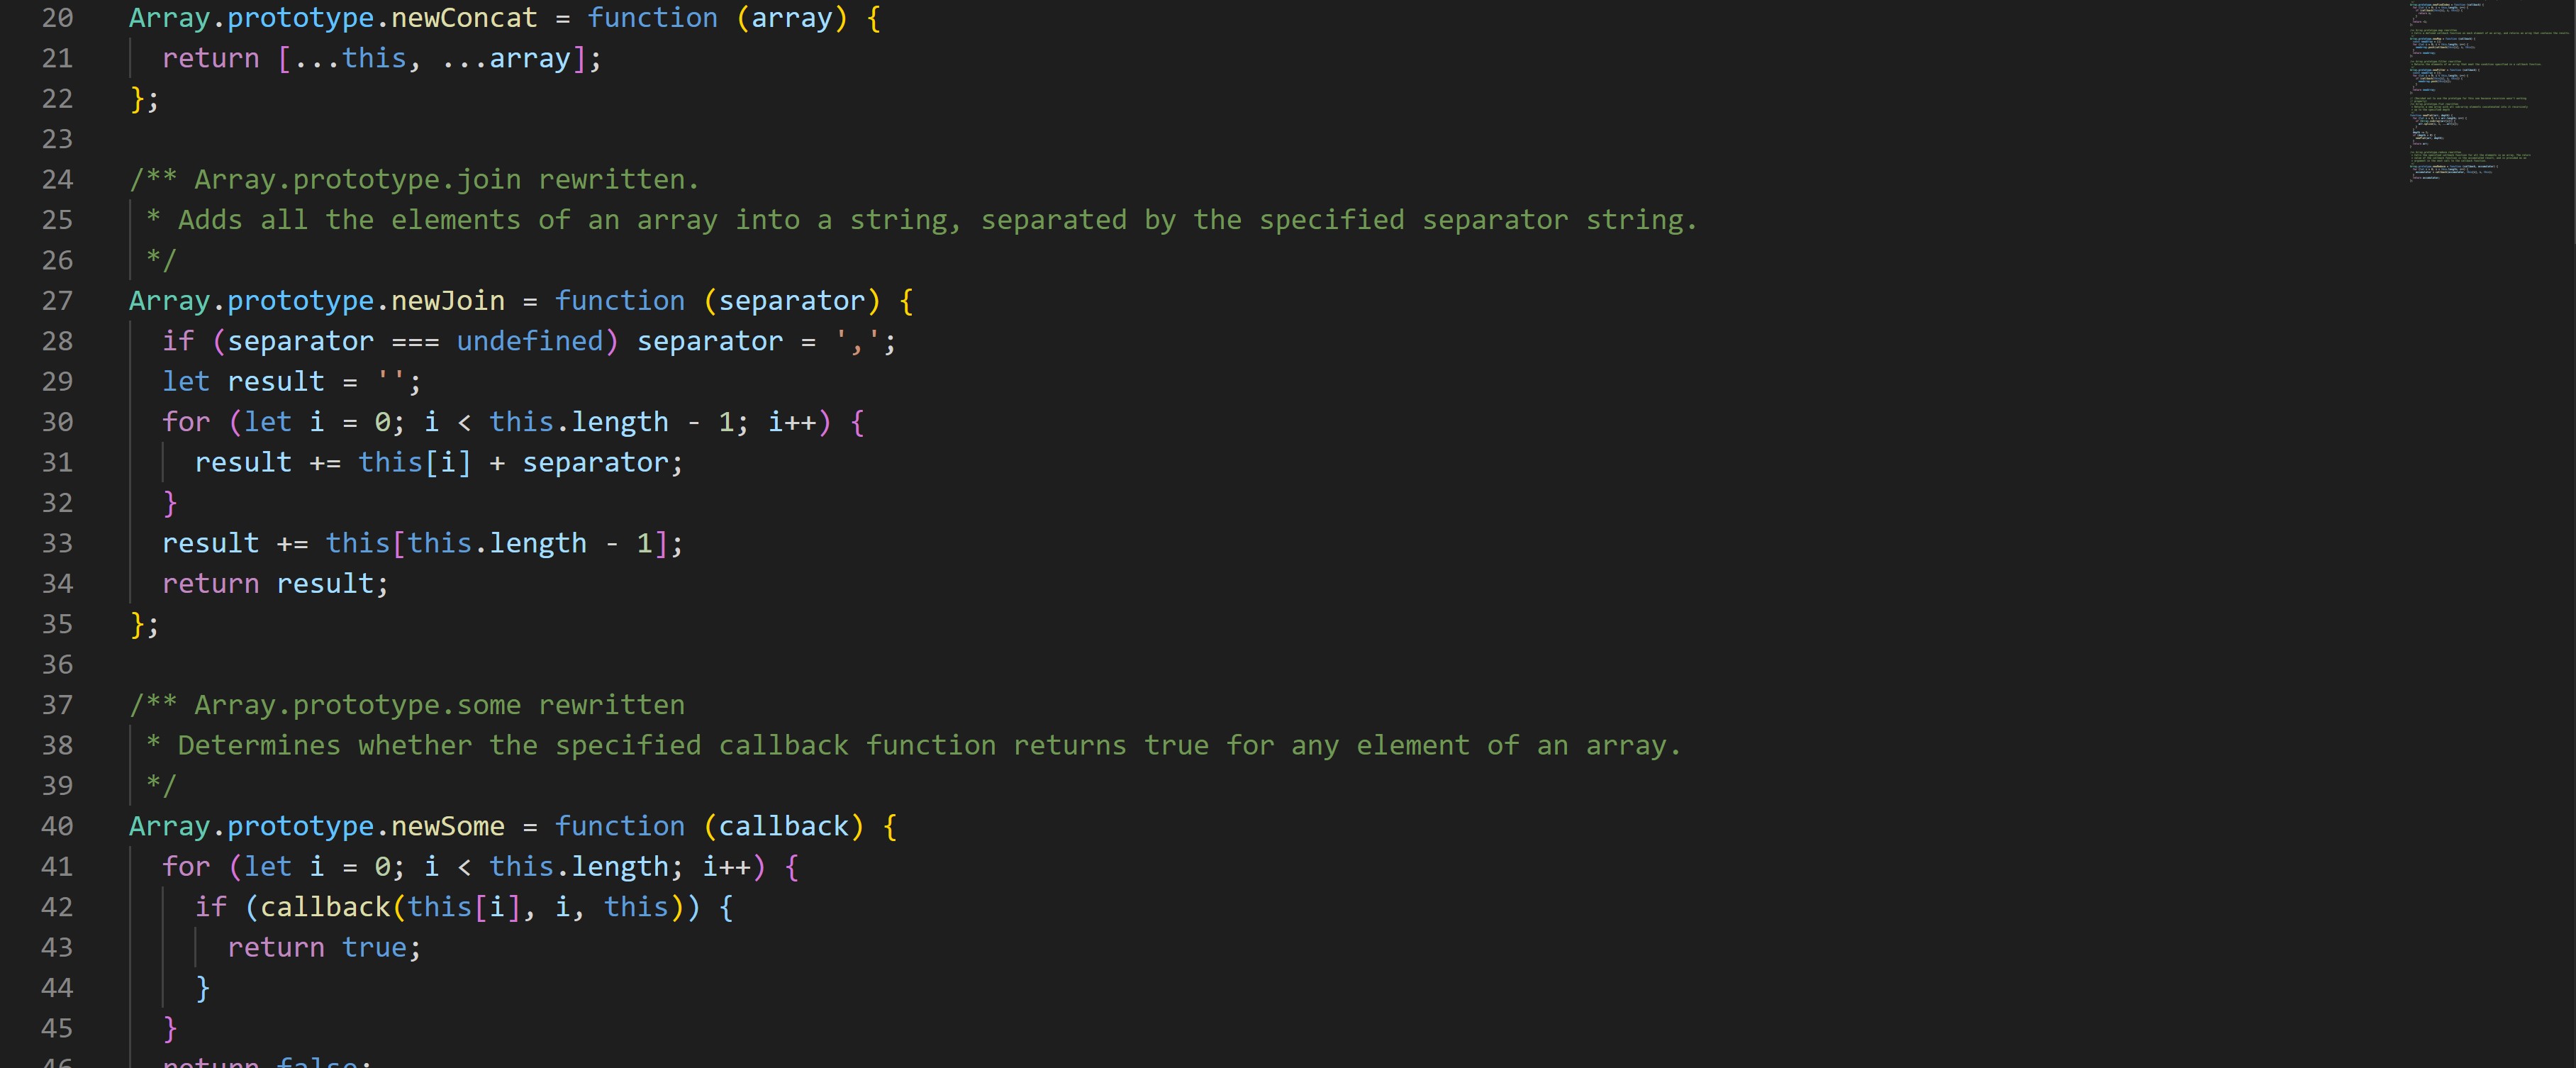 20 Array.prototype.newConcat = function (array) {
21   return [...this, ...array];
22 };
23
24 /** Array.prototype.join rewritten.
25  * Adds all the elements of an array into a string, separated by the specified separator string.
26  */
27 Array.prototype.newJoin = function (separator) {
28   if (separator === undefined) separator = ',';
29   let result = '';
30   for (let i = 0; i < this.length - 1; i++) {
31     result += this[i] + separator;
32   }
33   result += this[this.length - 1];
34   return result;
35 };
36
37 /** Array.prototype.some rewritten
38  * Determines whether the specified callback function returns true for any element of an array.
39  */
40 Array.prototype.newSome = function (callback) {
41   for (let i = 0; i < this.length; i++) {
42     if (callback(this[i], i, this)) {
43       return true;
44     }
45   }
46   return false;